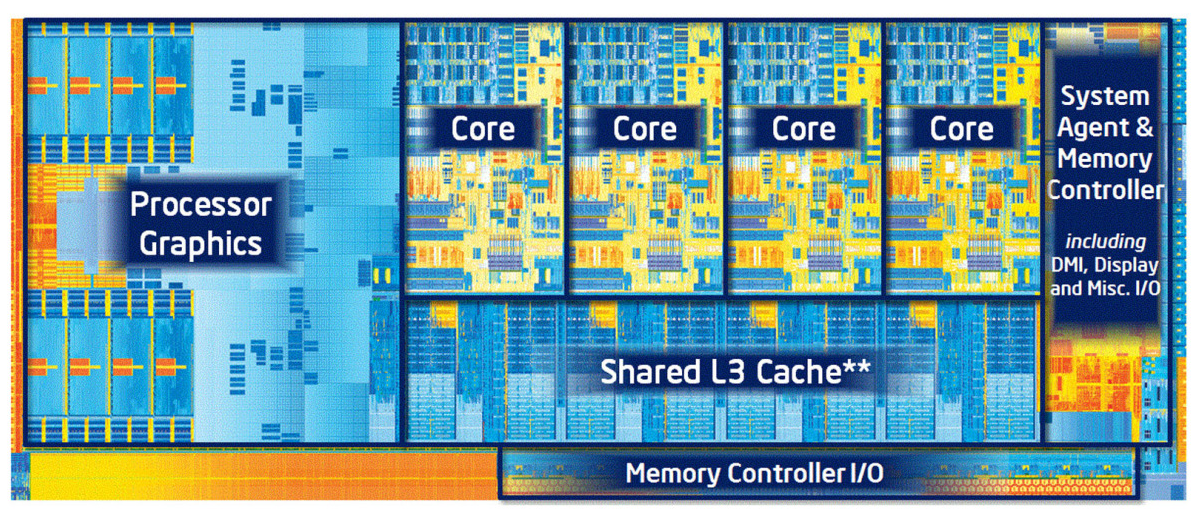 Processor
Graphics
Core
Core
Core
Core
System
Agent &
Memory
Controller
including
DMI, Display
and Misc. I/O
Shared L3 Cache**
Memory Controller I/O